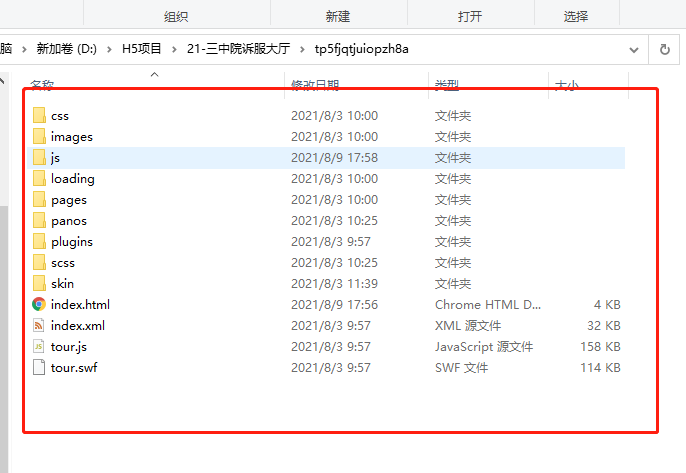 组织 新建 打开 选择
脑 > 新加卷 (D:) > H5项目 > 21-三中院诉服大厅 > tp5fjqtjuiopzh8a
名称 修改日期 类型 大小
css 2021/8/3 10:00 文件夹
images 2021/8/3 10:00 文件夹
js 2021/8/9 17:58 文件夹
loading 2021/8/3 10:00 文件夹
pages 2021/8/3 10:00 文件夹
panos 2021/8/3 10:25 文件夹
plugins 2021/8/3 9:57 文件夹
scss 2021/8/3 10:25 文件夹
skin 2021/8/3 11:39 文件夹
index.html 2021/8/9 17:56 Chrome HTML D... 4 KB
index.xml 2021/8/3 9:57 XML 源文件 32 KB
tour.js 2021/8/3 9:57 JavaScript 源文件 158 KB
tour.swf 2021/8/3 9:57 SWF 文件 114 KB